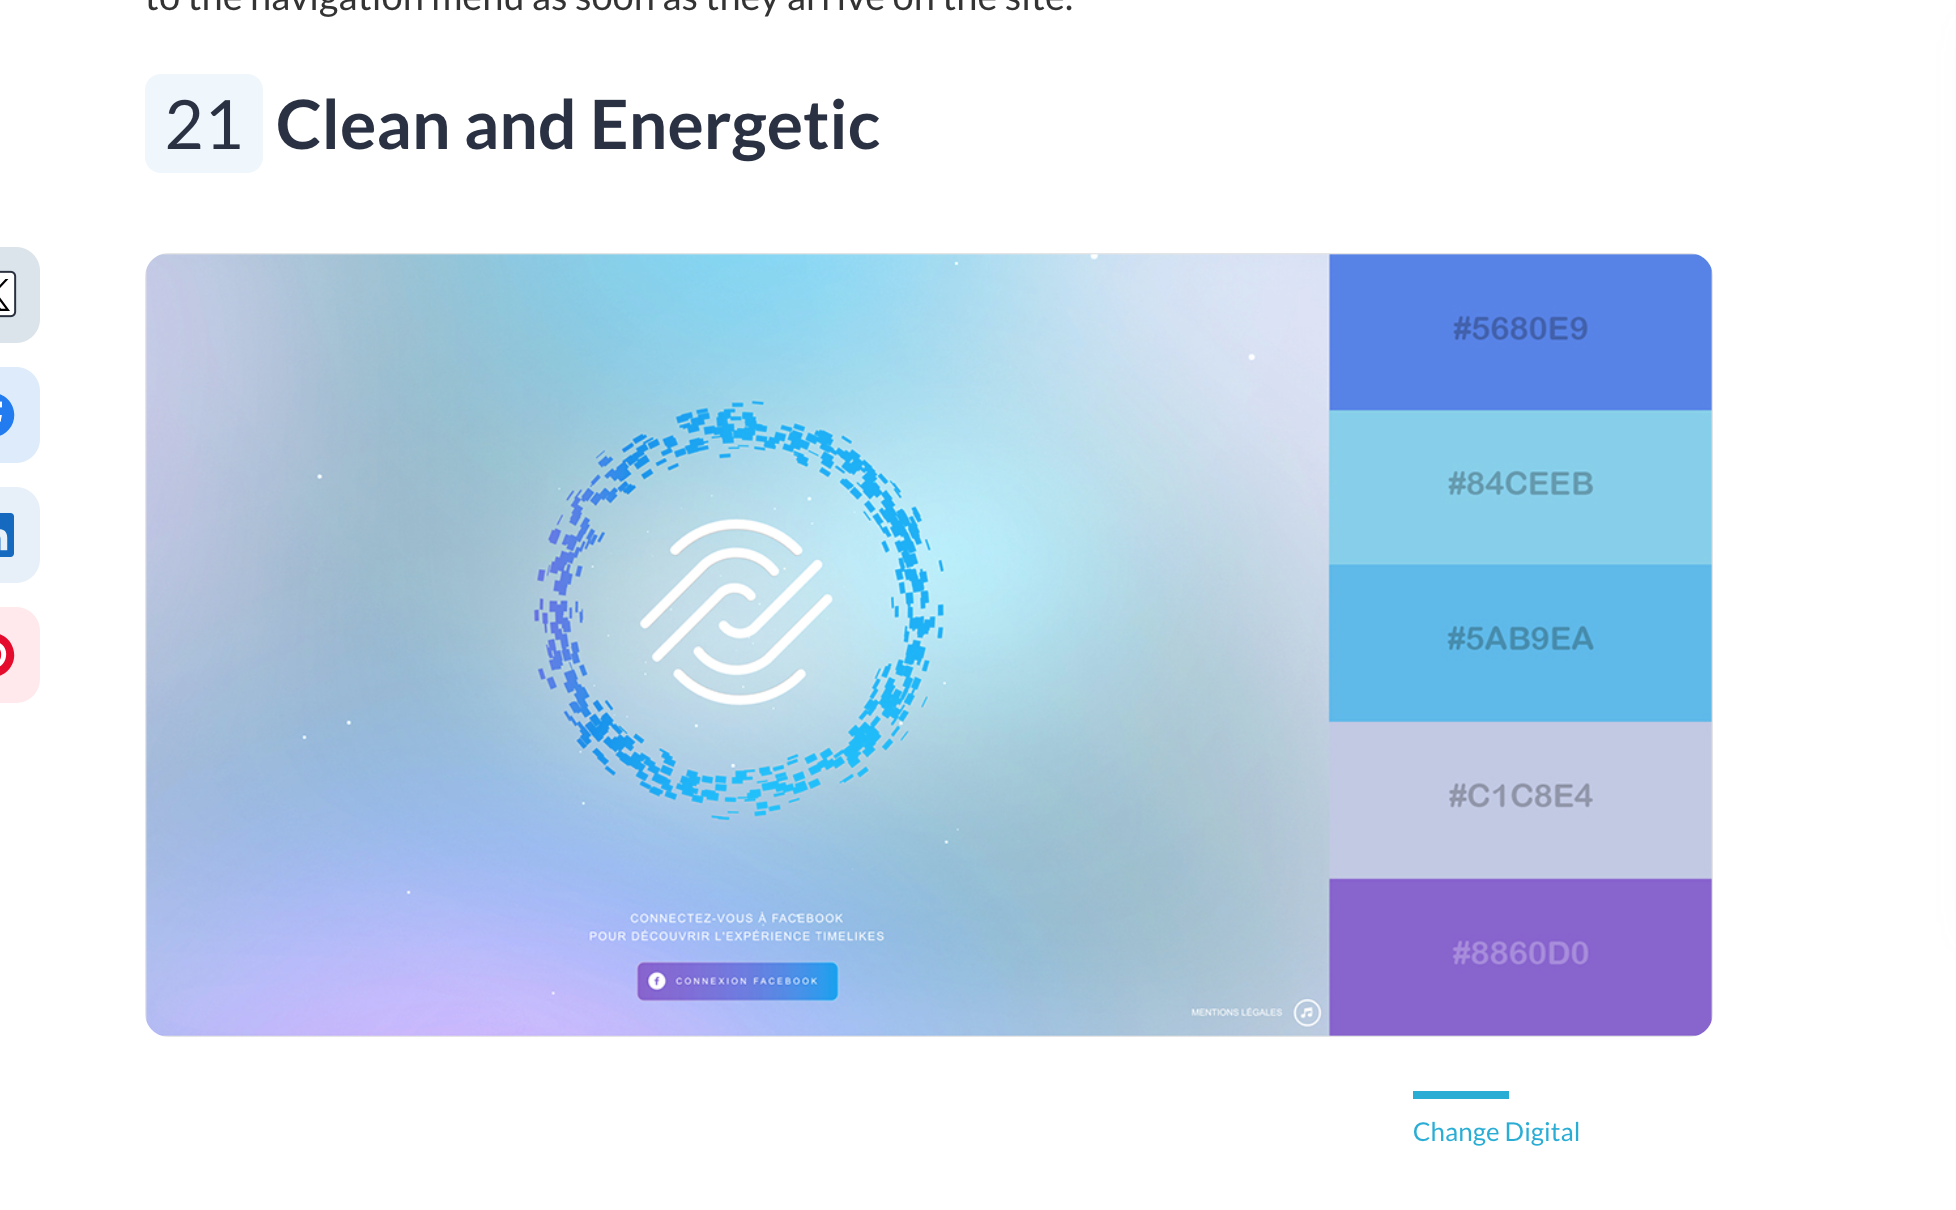 to the navigation menu as soon as they arrive on the site.
21 Clean and Energetic
#5680E9
#84CEEB
#5AB9EA
#C1C8E4
#8860D0
CONNECTEZ-VOUS À FACEBOOK
POUR DÉCOUVRIR L'EXPÉRIENCE TIMELIKES
CONNEXION FACEBOOK
MENTIONS LÉGALES
Change Digital